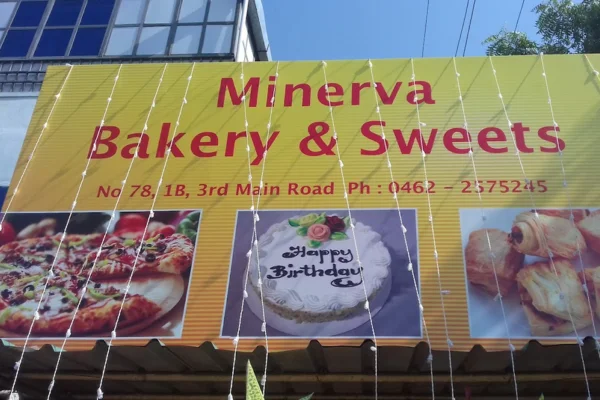 Minerva
Bakery & Sweets
No 78, 1B, 3rd Main Road Ph : 0462 – 2575245
Happy
Birthday